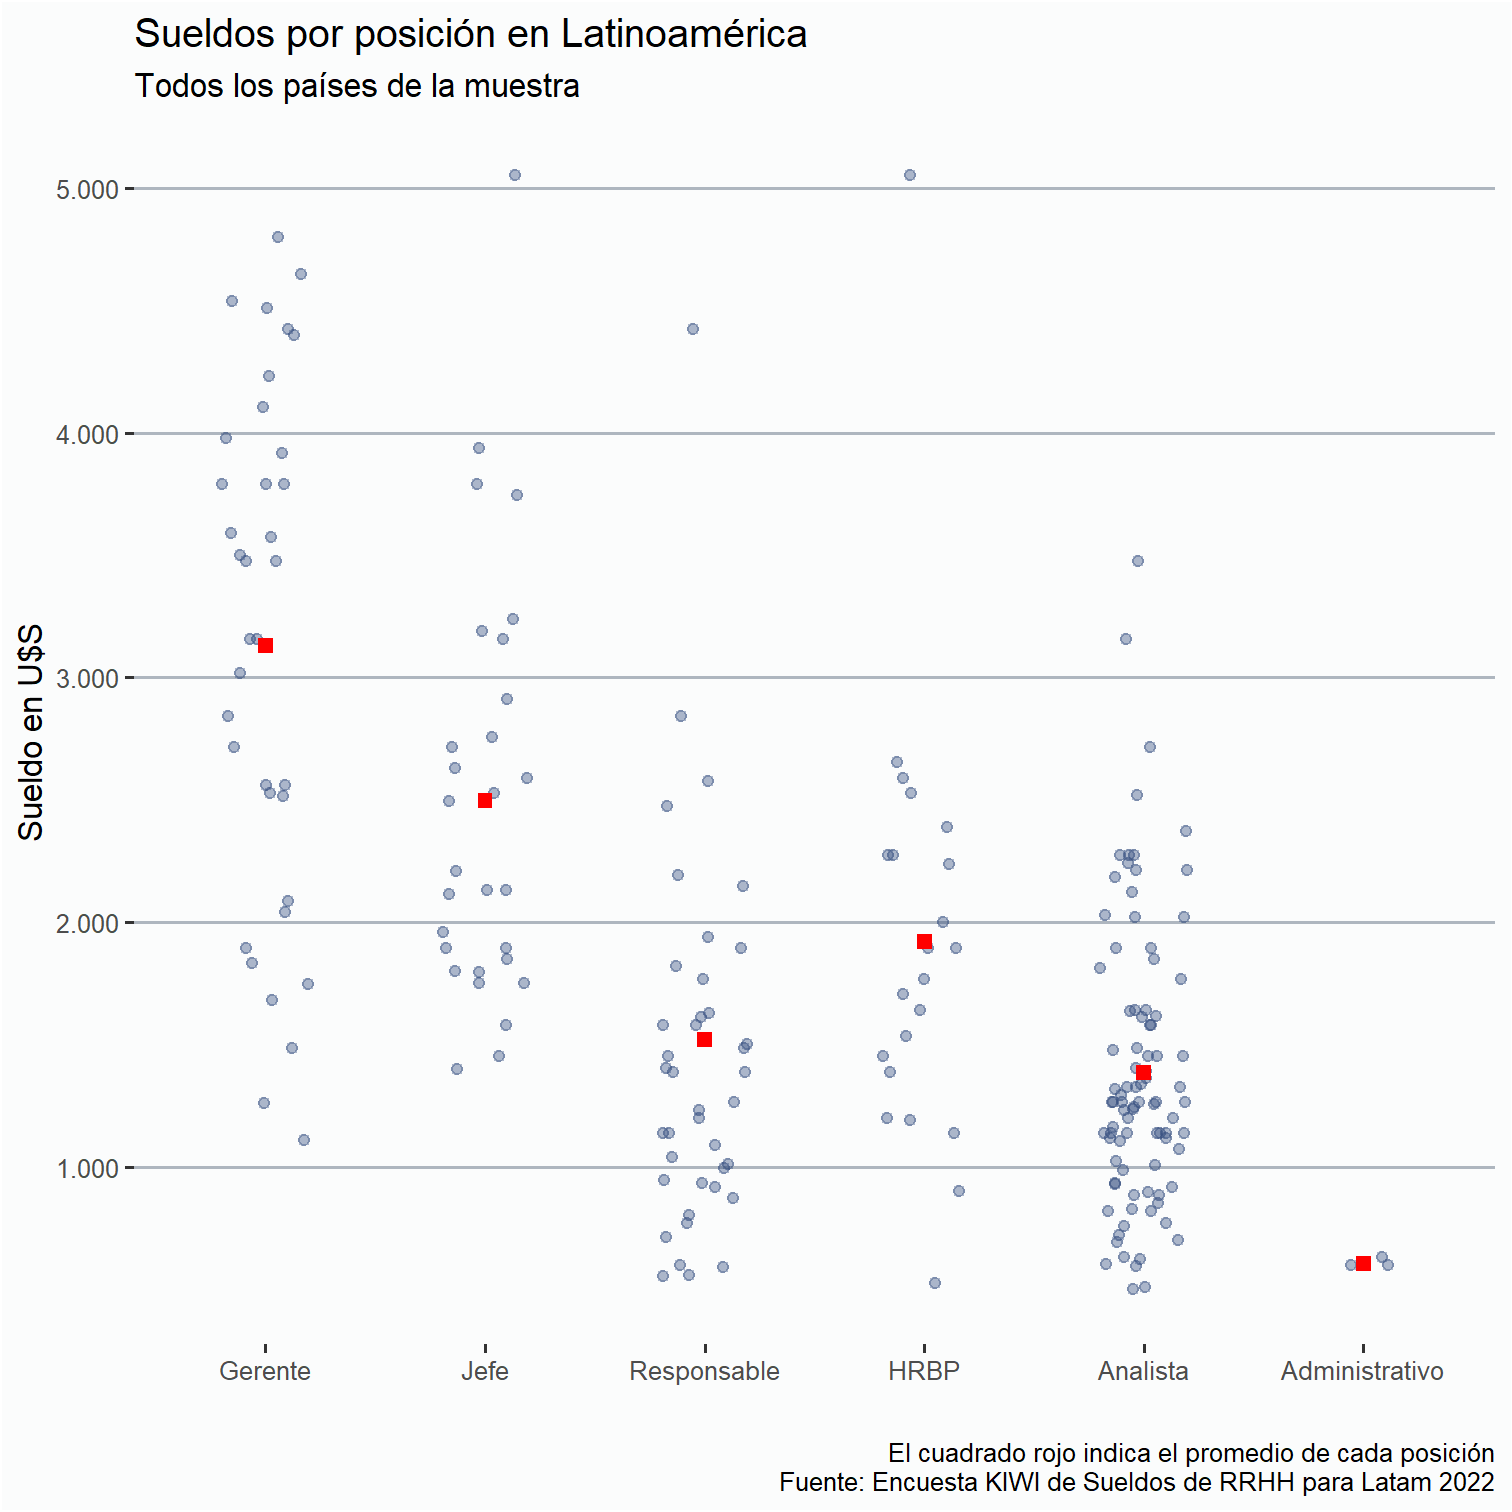 Sueldos por posición en Latinoamérica
Todos los países de la muestra
Sueldo en U$S
5.000
4.000
3.000
2.000
1.000
Gerente Jefe Responsable HRBP Analista Administrativo
El cuadrado rojo indica el promedio de cada posición
Fuente: Encuesta KIWI de Sueldos de RRHH para Latam 2022